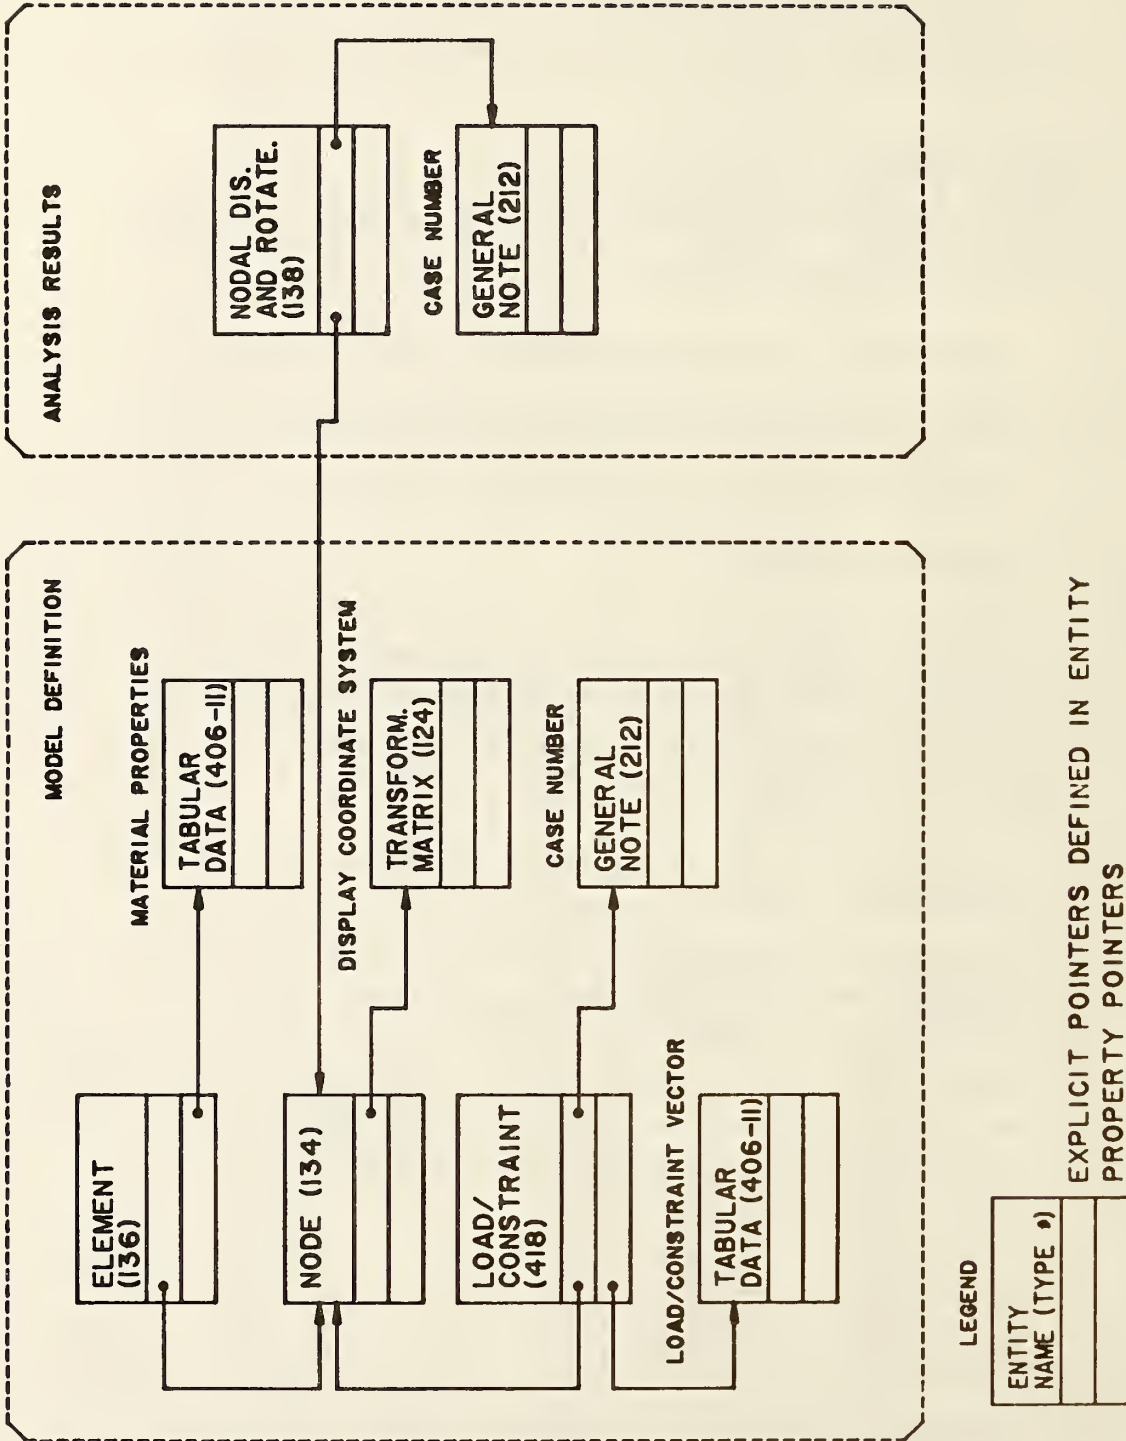 MODEL DEFINITION
ELEMENT
(136)
MATERIAL PROPERTIES
TABULAR
DATA (406-11)
NODE (134)
DISPLAY COORDINATE SYSTEM
TRANSFORM.
MATRIX (124)
LOAD/
CONSTRAINT
(418)
CASE NUMBER
GENERAL
NOTE (212)
LOAD/CONSTRAINT VECTOR
TABULAR
DATA (406-11)
ANALYSIS RESULTS
NODAL DIS.
AND ROTATE.
(138)
CASE NUMBER
GENERAL
NOTE (212)
LEGEND
ENTITY
NAME (TYPE #)
EXPLICIT POINTERS DEFINED IN ENTITY
PROPERTY POINTERS